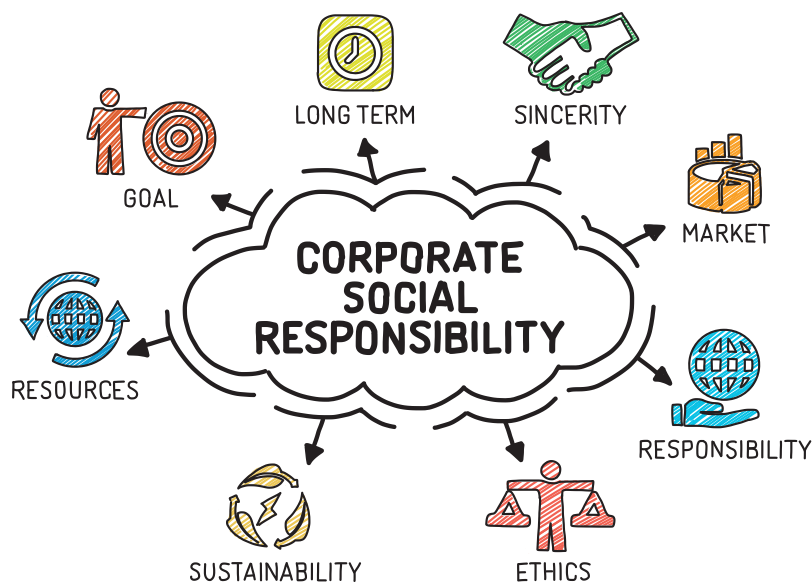 LONG TERM
SINCERITY
GOAL
MARKET
CORPORATE
SOCIAL
RESPONSIBILITY
RESOURCES
RESPONSIBILITY
SUSTAINABILITY
ETHICS